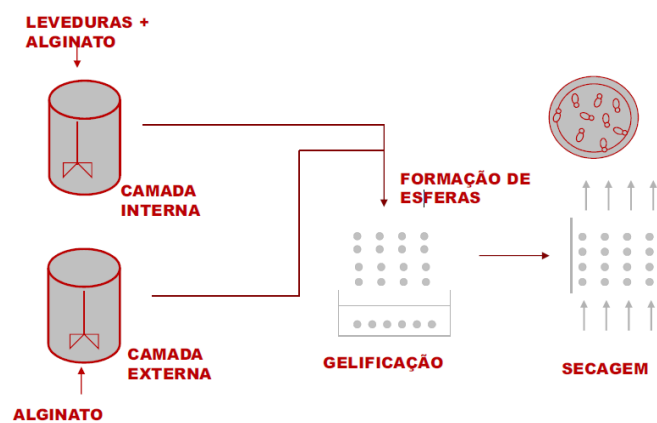 LEVEDURAS +
ALGINATO
CAMADA
INTERNA
FORMAÇÃO DE
ESFERAS
CAMADA
EXTERNA
ALGINATO
GELIFICAÇÃO
SECAGEM